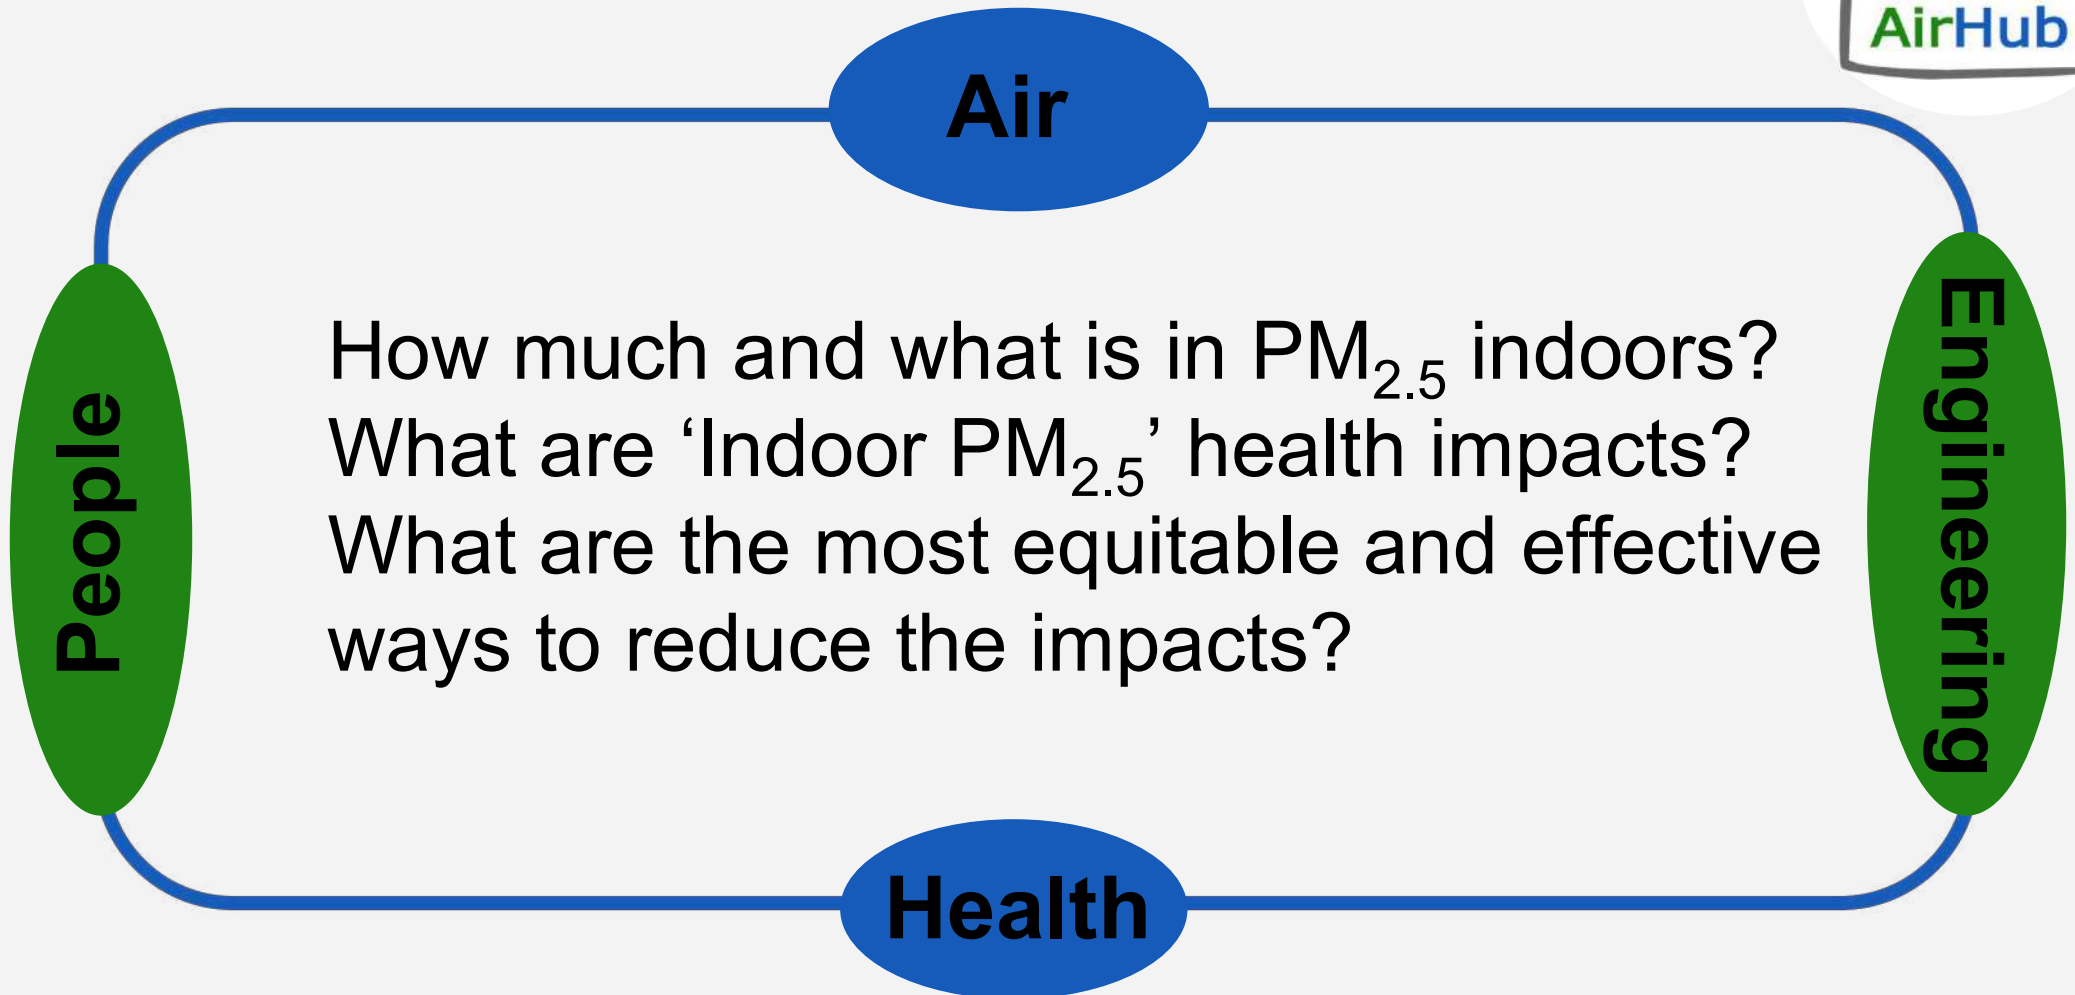 AirHub
Air
People
How much and what is in PM₂.₅ indoors?
What are ‘Indoor PM₂.₅’ health impacts?
What are the most equitable and effective
ways to reduce the impacts?
Engineering
Health